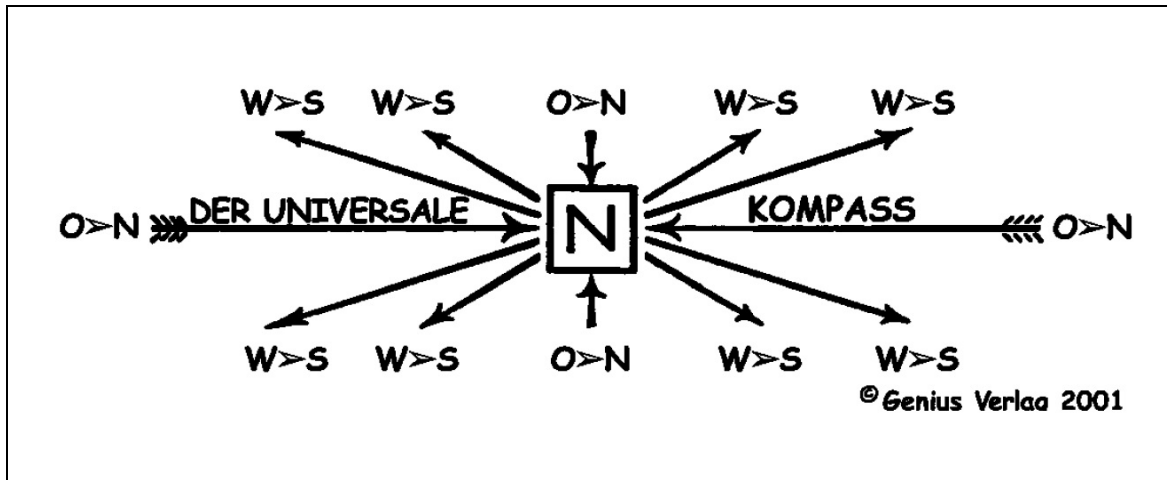 W➢S W➢S O➢N W➢S W➢S
DER UNIVERSALE KOMPASS
O➢N N O➢N
W➢S W➢S O➢N W➢S W➢S
© Genius Verlaa 2001